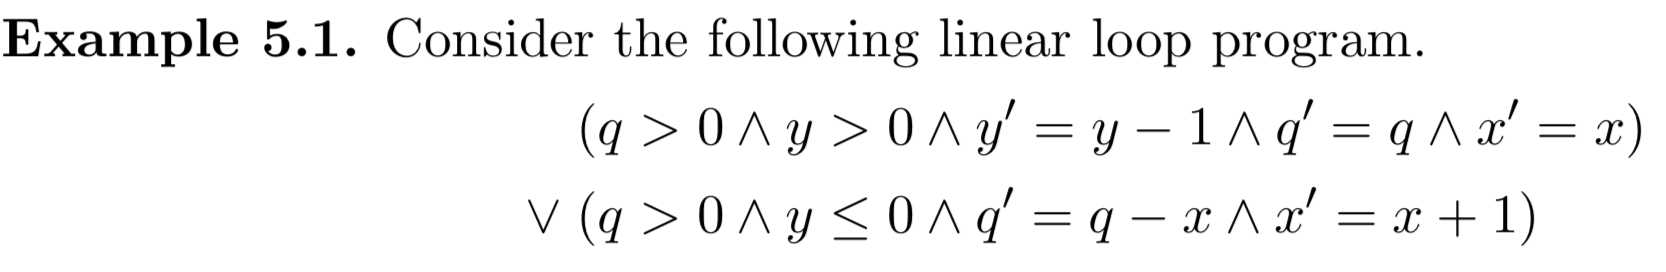 Example 5.1. Consider the following linear loop program.
(q > 0 ∧ y > 0 ∧ y′ = y − 1 ∧ q′ = q ∧ x′ = x)
∨ (q > 0 ∧ y ≤ 0 ∧ q′ = q − x ∧ x′ = x + 1)